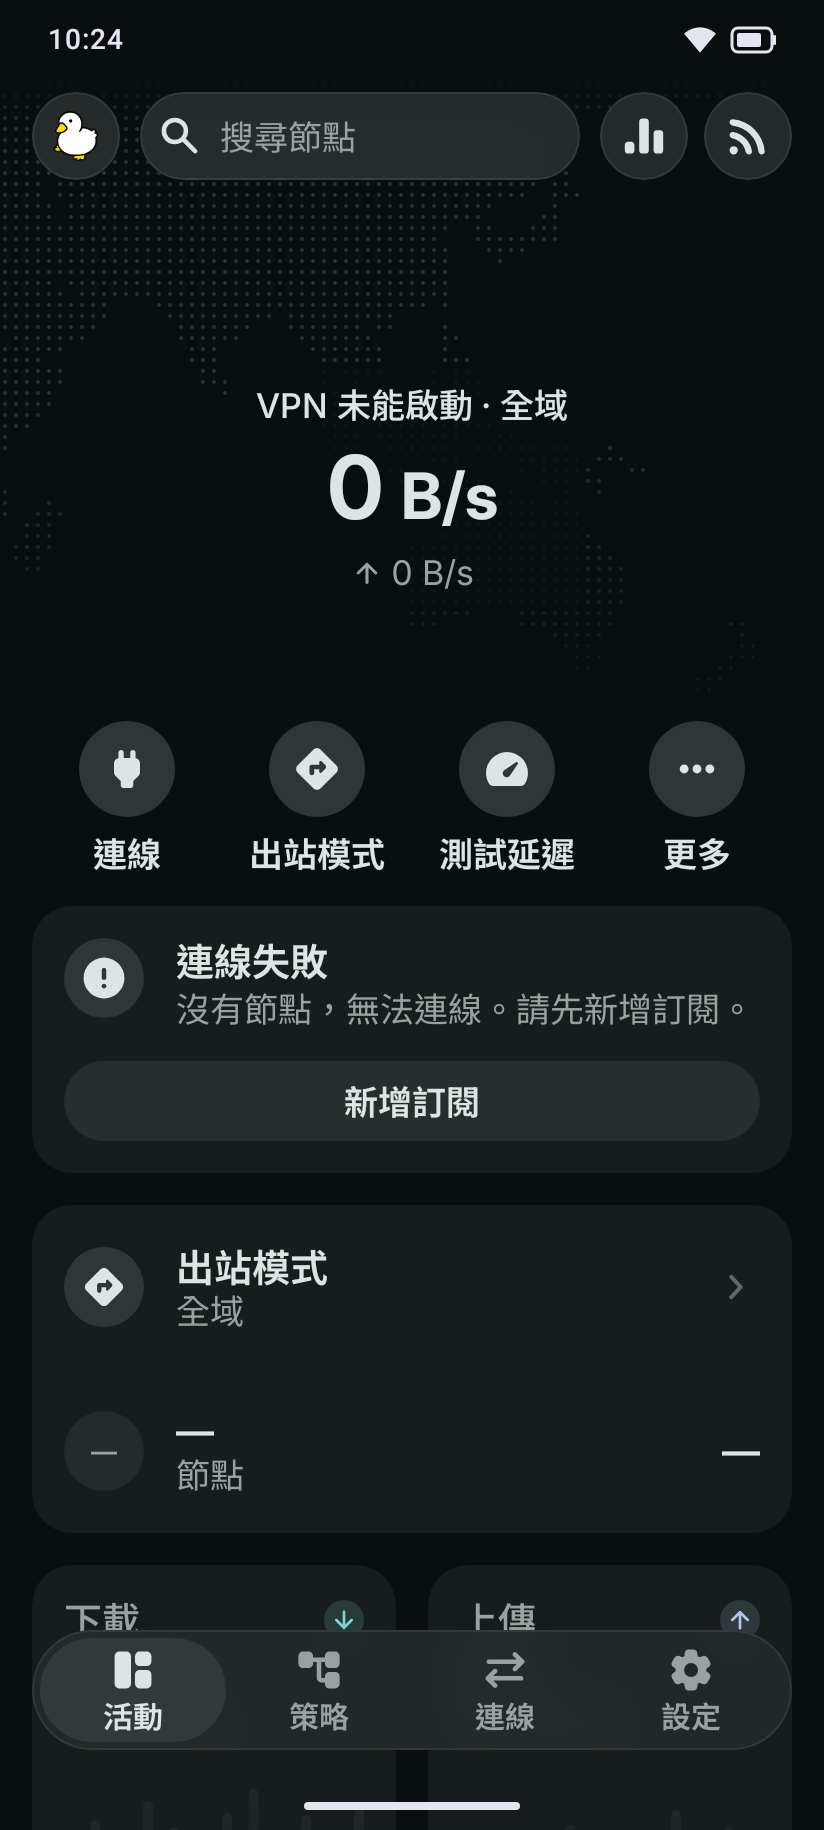 10:24
搜尋節點
VPN 未能啟動 · 全域
0 B/s
↑ 0 B/s
連線
出站模式
測試延遲
更多
連線失敗
沒有節點，無法連線。請先新增訂閱。
新增訂閱
出站模式
全域
—
節點
—
下載
上傳
活動
策略
連線
設定